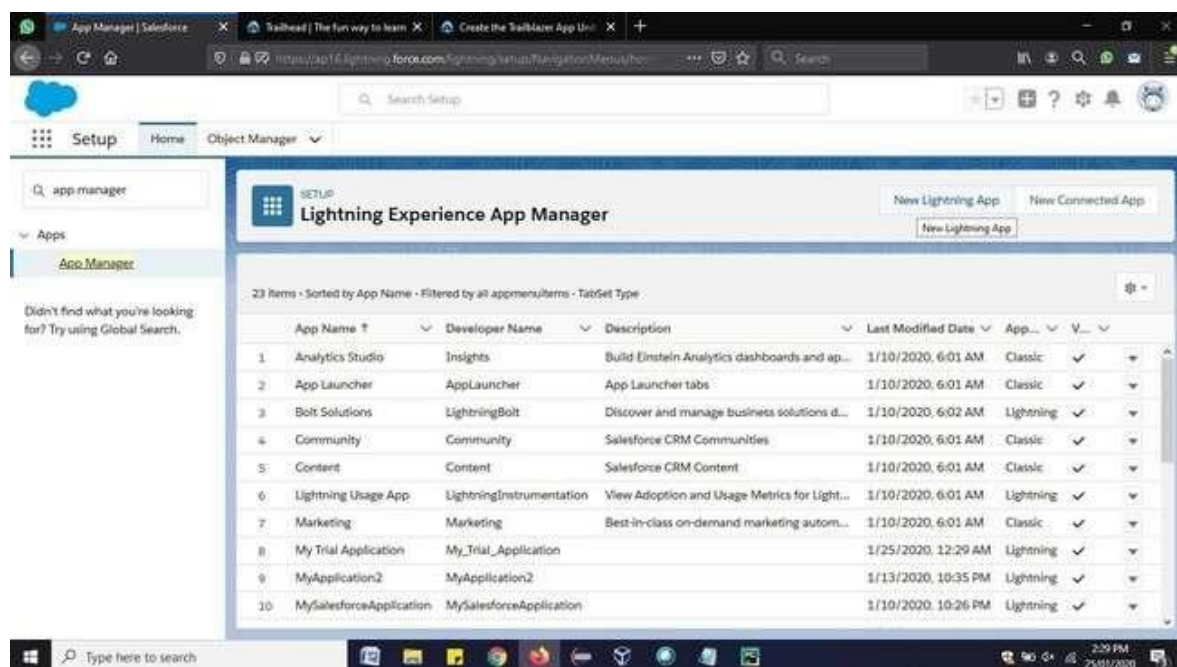 App Manager | Salesforce
Trailhead | The fun way to learn
Create the Trailblazer App Unit
force.com
Search
Search Setup
Setup
Home
Object Manager
app manager
Apps
App Manager
Didn't find what you're looking
for? Try using Global Search.
SETUP
Lightning Experience App Manager
New Lightning App
New Connected App
New Lightning App
23 items • Sorted by App Name • Filtered by all appmenuitems • TabSet Type
App Name ↑ Developer Name Description Last Modified Date App... V...
1 Analytics Studio Insights Build Einstein Analytics dashboards and ap... 1/10/2020, 6:01 AM Classic
2 App Launcher AppLauncher App Launcher tabs 1/10/2020, 6:01 AM Classic
3 Bolt Solutions LightningBolt Discover and manage business solutions d... 1/10/2020, 6:02 AM Lightning
4 Community Community Salesforce CRM Communities 1/10/2020, 6:01 AM Classic
5 Content Content Salesforce CRM Content 1/10/2020, 6:01 AM Classic
6 Lightning Usage App LightningInstrumentation View Adoption and Usage Metrics for Light... 1/10/2020, 6:01 AM Lightning
7 Marketing Marketing Best-in-class on-demand marketing autom... 1/10/2020, 6:01 AM Classic
8 My Trial Application My_Trial_Application 1/25/2020, 12:29 AM Lightning
9 MyApplication2 MyApplication2 1/13/2020, 10:35 PM Lightning
10 MySalesforceApplication MySalesforceApplication 1/10/2020, 10:26 PM Lightning
Type here to search
2:29 PM
25/01/2020